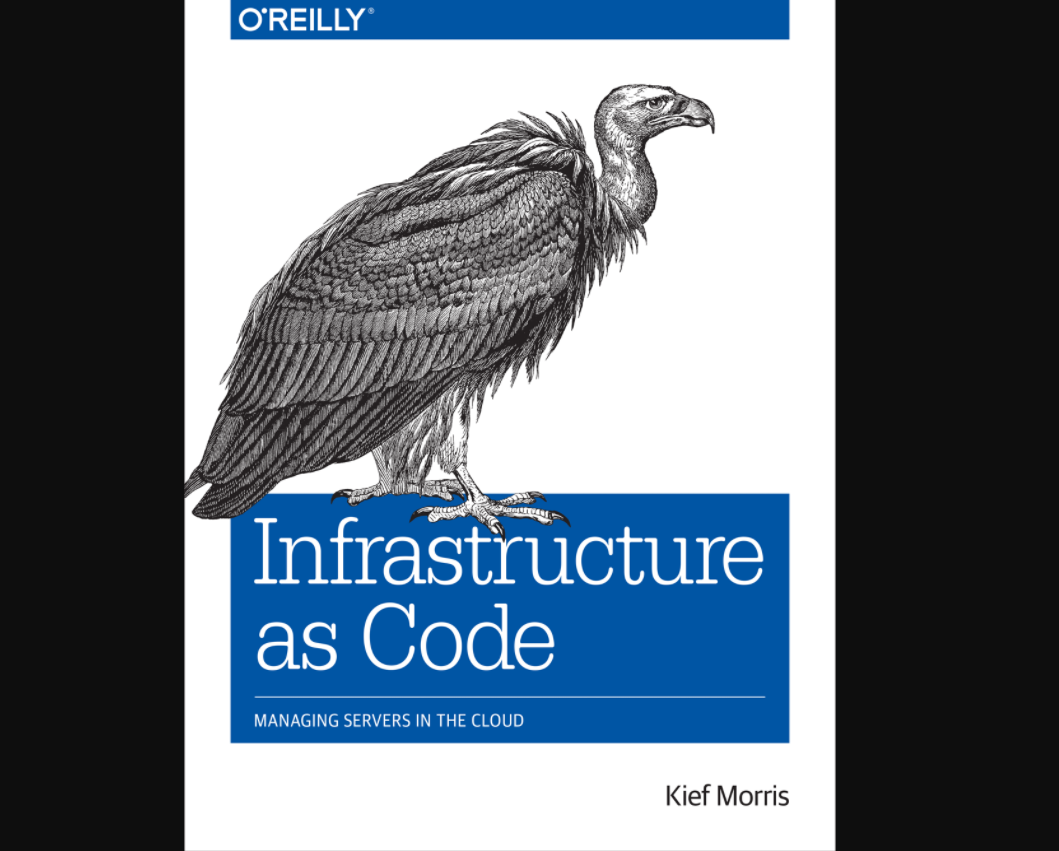 O'REILLY®
Infrastructure
as Code
MANAGING SERVERS IN THE CLOUD
Kief Morris